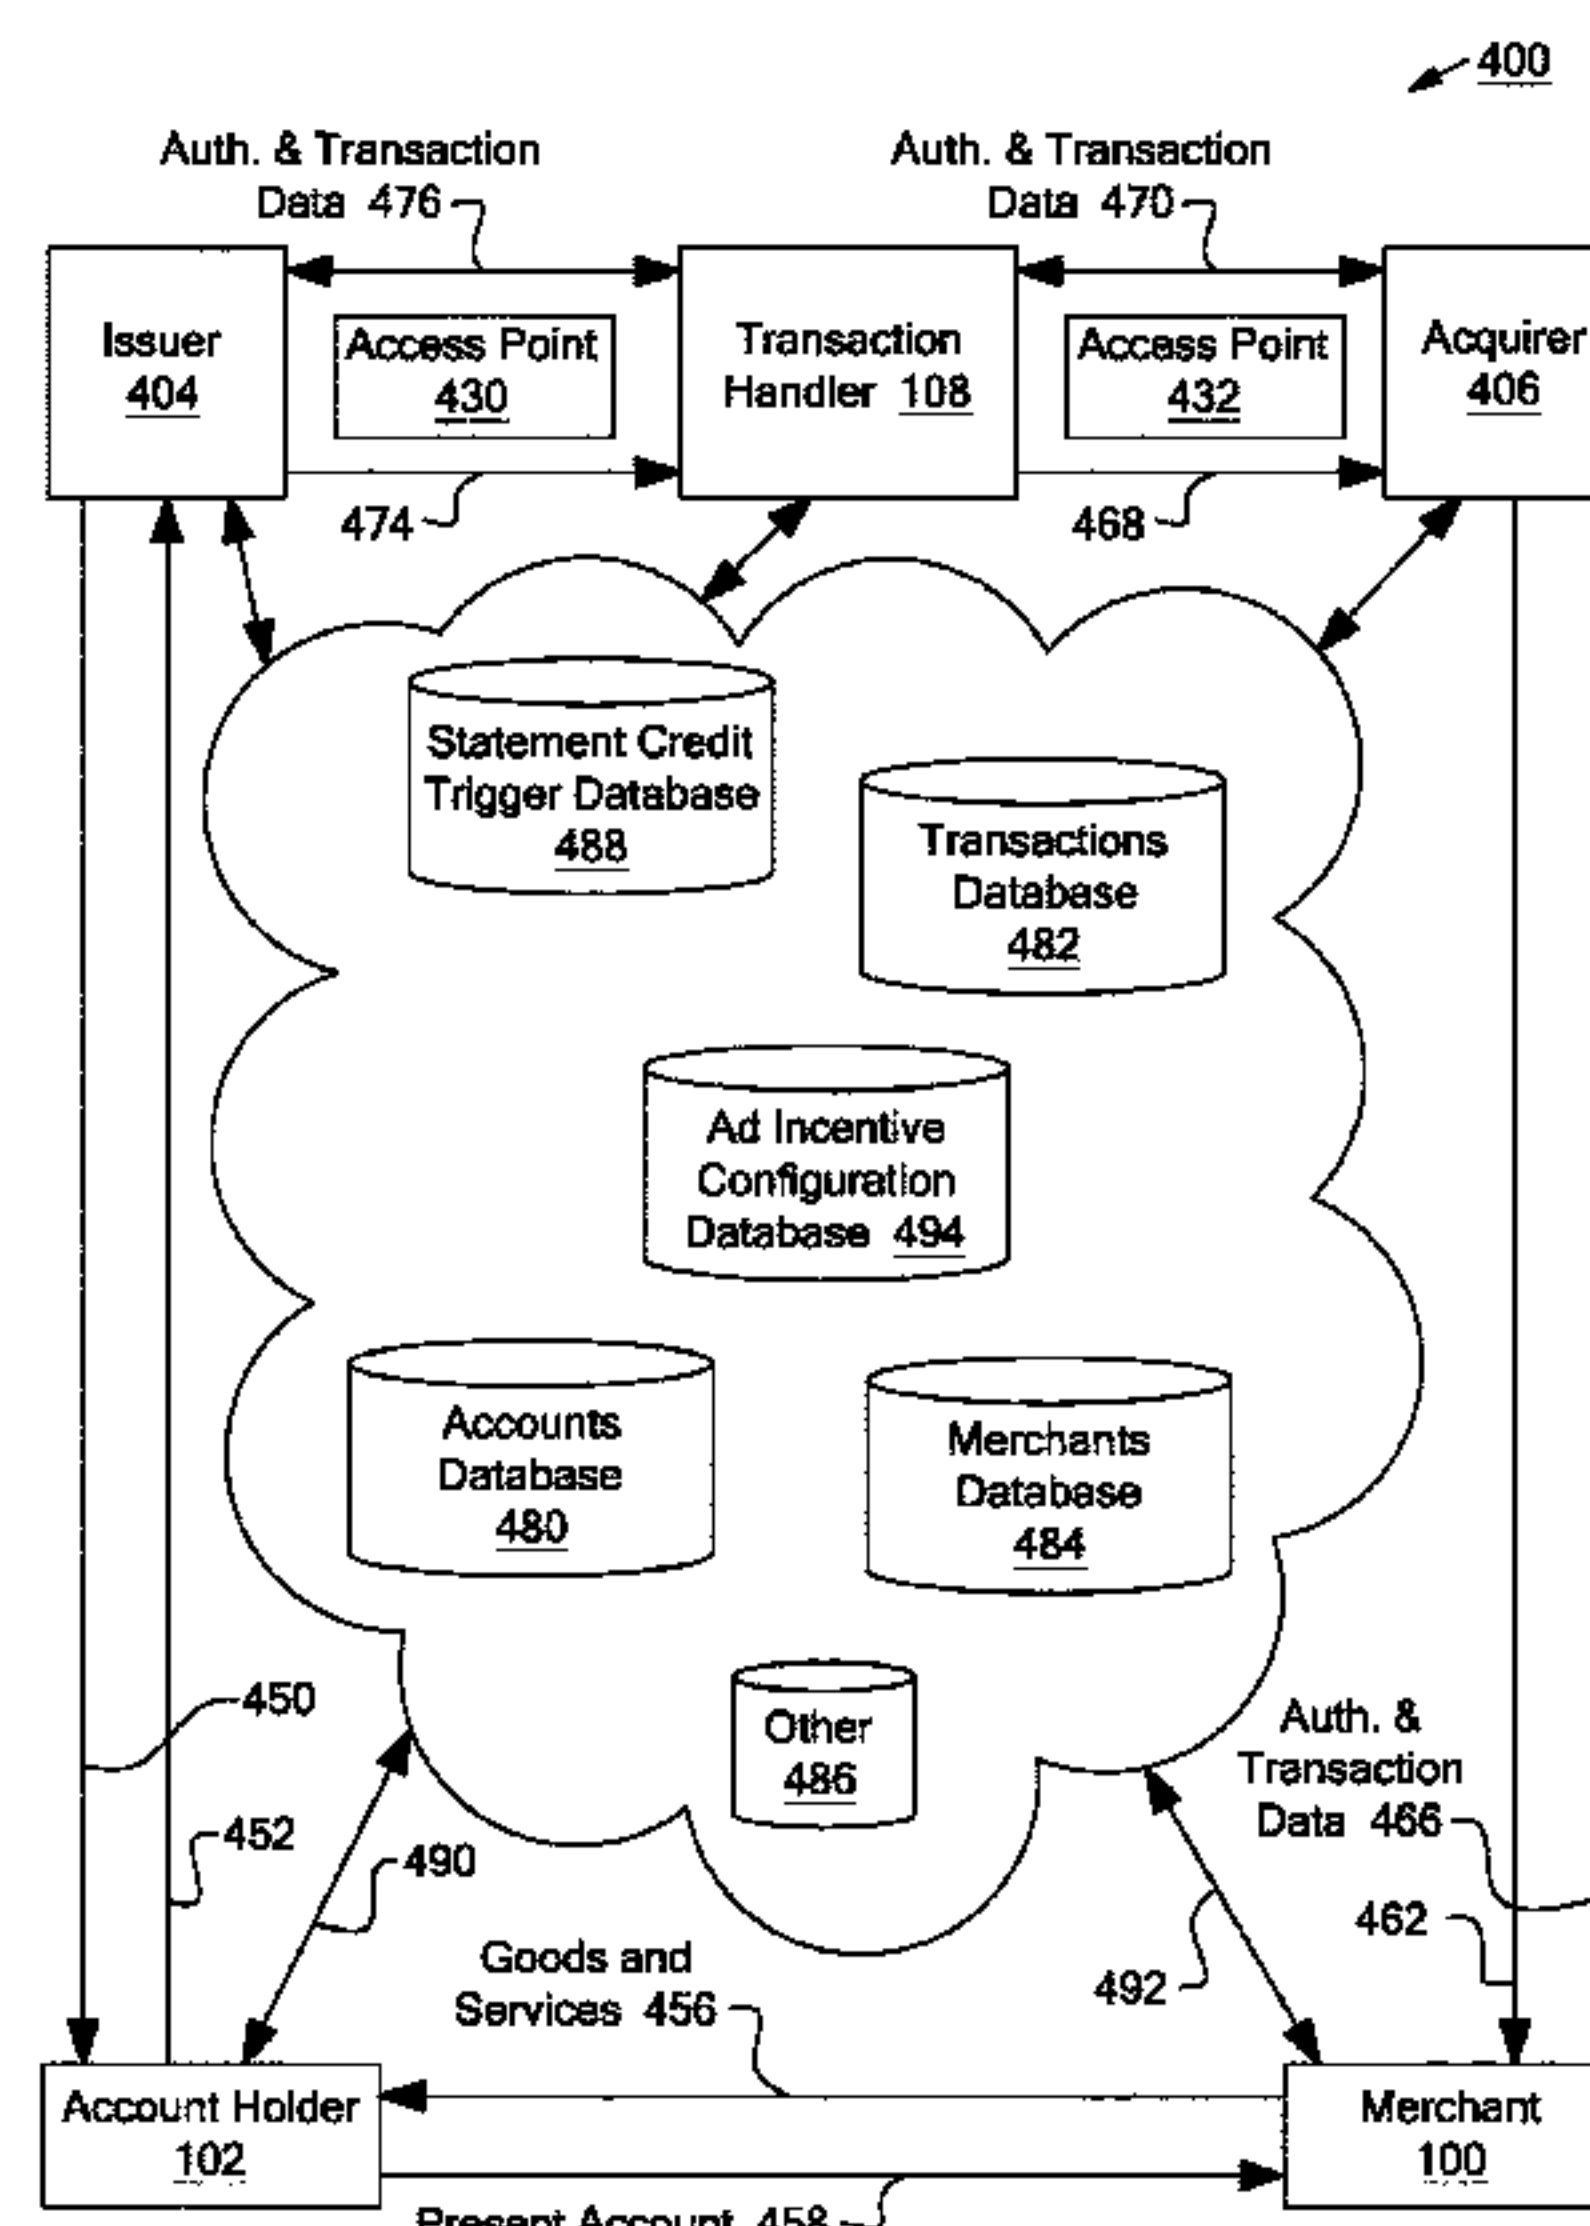 400
Auth. & Transaction
Data 476
Auth. & Transaction
Data 470
Issuer
404
Access Point
430
Transaction
Handler 108
Access Point
432
Acquirer
406
474
468
Statement Credit
Trigger Database
488
Transactions
Database
482
Ad Incentive
Configuration
Database 494
Accounts
Database
480
Merchants
Database
484
Other
486
450
452
490
Auth. &
Transaction
Data 466
462
492
Goods and
Services 456
Account Holder
102
Merchant
100
Present Account 458